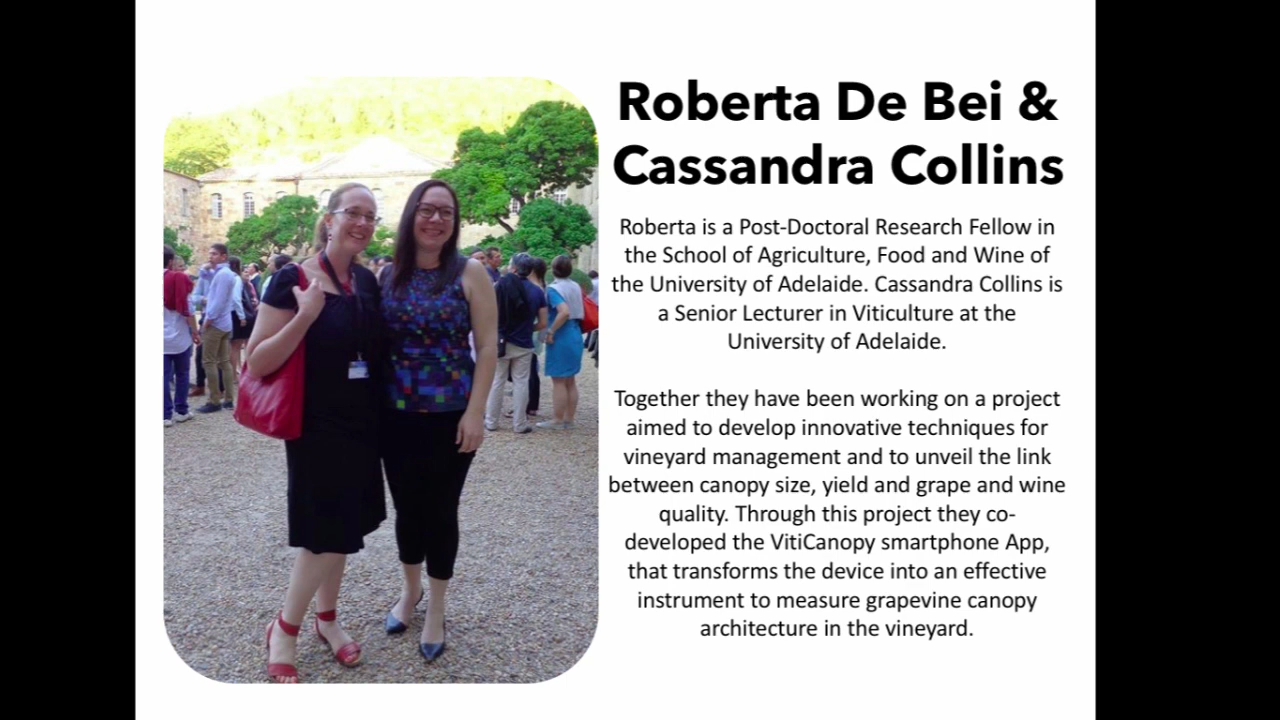 Roberta De Bei &
Cassandra Collins
Roberta is a Post-Doctoral Research Fellow in
the School of Agriculture, Food and Wine of
the University of Adelaide. Cassandra Collins is
a Senior Lecturer in Viticulture at the
University of Adelaide.
Together they have been working on a project
aimed to develop innovative techniques for
vineyard management and to unveil the link
between canopy size, yield and grape and wine
quality. Through this project they co-
developed the VitiCanopy smartphone App,
that transforms the device into an effective
instrument to measure grapevine canopy
architecture in the vineyard.